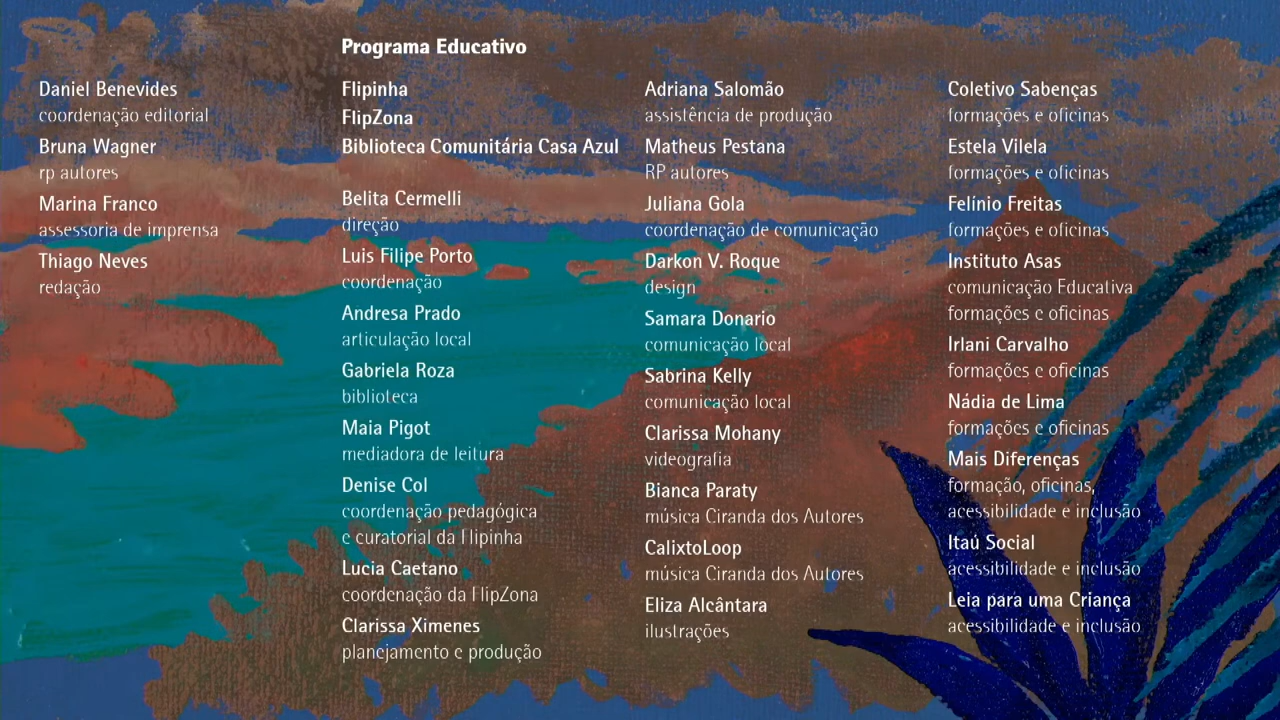 Daniel Benevides
coordenação editorial
Bruna Wagner
rp autores
Marina Franco
assessoria de imprensa
Thiago Neves
redação
Programa Educativo
Flipinha
FlipZona
Biblioteca Comunitária Casa Azul
Belita Cermelli
direção
Luis Filipe Porto
coordenação
Andresa Prado
articulação local
Gabriela Roza
biblioteca
Maia Pigot
mediadora de leitura
Denise Col
coordenação pedagógica
e curatorial da Flipinha
Lucia Caetano
coordenação da FlipZona
Clarissa Ximenes
planejamento e produção
Adriana Salomão
assistência de produção
Matheus Pestana
RP autores
Juliana Gola
coordenação de comunicação
Darkon V. Roque
design
Samara Donario
comunicação local
Sabrina Kelly
comunicação local
Clarissa Mohany
videografia
Bianca Paraty
música Ciranda dos Autores
CalixtoLoop
música Ciranda dos Autores
Eliza Alcântara
ilustrações
Coletivo Sabenças
formações e oficinas
Estela Vilela
formações e oficinas
Felínio Freitas
formações e oficinas
Instituto Asas
comunicação Educativa
formações e oficinas
Irlani Carvalho
formações e oficinas
Nádia de Lima
formações e oficinas
Mais Diferenças
formação, oficinas,
acessibilidade e inclusão
Itaú Social
acessibilidade e inclusão
Leia para uma Criança
acessibilidade e inclusão